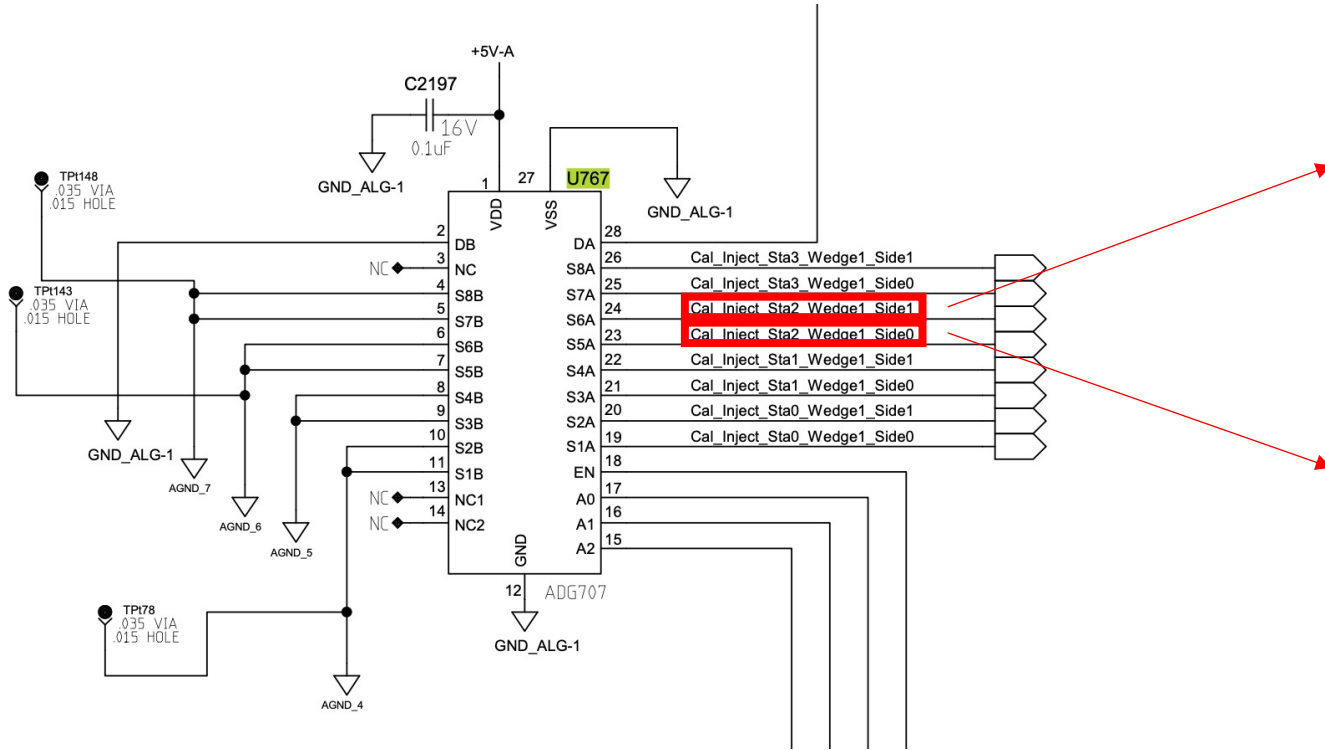 +5V-A
C2197
16V
0.1uF
GND_ALG-1
TPt148
.035 VIA
.015 HOLE
1
27
U767
VDD
VSS
GND_ALG-1
2
DB
DA
28
3
NC
NC
S8A
26
Cal_Inject_Sta3_Wedge1_Side1
4
S8B
S7A
25
Cal_Inject_Sta3_Wedge1_Side0
TPt143
.035 VIA
.015 HOLE
5
S7B
S6A
24
Cal_Inject_Sta2_Wedge1_Side1
6
S6B
S5A
23
Cal_Inject_Sta2_Wedge1_Side0
7
S5B
S4A
22
Cal_Inject_Sta1_Wedge1_Side1
8
S4B
S3A
21
Cal_Inject_Sta1_Wedge1_Side0
9
S3B
S2A
20
Cal_Inject_Sta0_Wedge1_Side1
10
S2B
S1A
19
Cal_Inject_Sta0_Wedge1_Side0
GND_ALG-1
11
S1B
EN
18
AGND_7
NC
13
NC1
A0
17
NC
14
NC2
A1
16
AGND_6
AGND_5
A2
15
GND
12
ADG707
GND_ALG-1
TPt78
.035 VIA
.015 HOLE
AGND_4